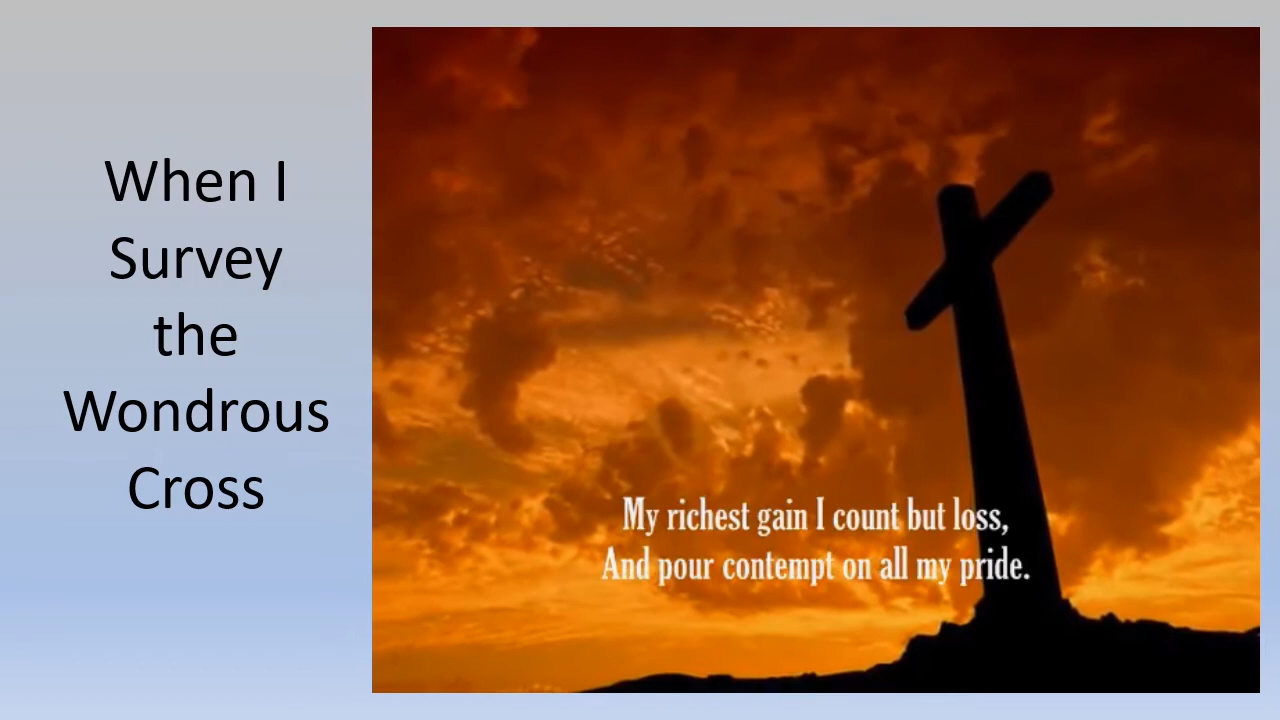 When I
Survey
the
Wondrous
Cross
My richest gain I count but loss,
And pour contempt on all my pride.